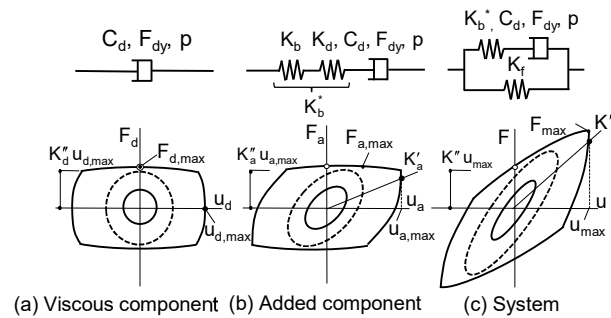 C_d, F_dy, p
K_b K_d, C_d, F_dy, p
K_b^*
K_b^*, C_d, F_dy, p
K_f
F_d
F_d,max
K''_d u_d,max
u_d
u_d,max
F_a
F_a,max
K''_a u_a,max
K'_a
u_a
u_a,max
F
F_max
K'
K'' u_max
u
u_max
(a) Viscous component (b) Added component (c) System